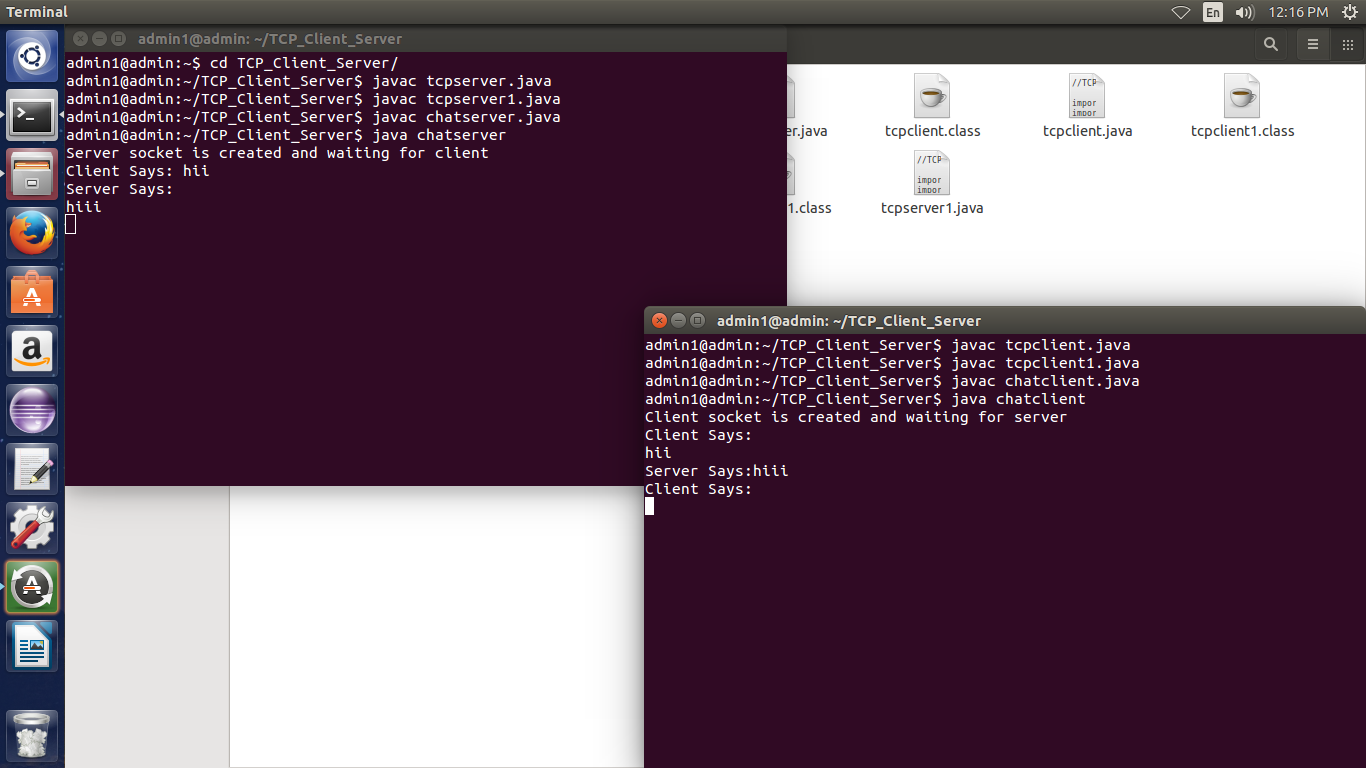 Terminal
En
12:16 PM
admin1@admin: ~/TCP_Client_Server
admin1@admin:~$ cd TCP_Client_Server/
admin1@admin:~/TCP_Client_Server$ javac tcpserver.java
admin1@admin:~/TCP_Client_Server$ javac tcpserver1.java
admin1@admin:~/TCP_Client_Server$ javac chatserver.java
admin1@admin:~/TCP_Client_Server$ java chatserver
Server socket is created and waiting for client
Client Says: hii
Server Says:
hiii
er.java
tcpclient.class
//TCP
impor
impor
tcpclient.java
tcpclient1.class
1.class
//TCP
impor
impor
tcpserver1.java
admin1@admin: ~/TCP_Client_Server
admin1@admin:~/TCP_Client_Server$ javac tcpclient.java
admin1@admin:~/TCP_Client_Server$ javac tcpclient1.java
admin1@admin:~/TCP_Client_Server$ javac chatclient.java
admin1@admin:~/TCP_Client_Server$ java chatclient
Client socket is created and waiting for server
Client Says:
hii
Server Says:hiii
Client Says: